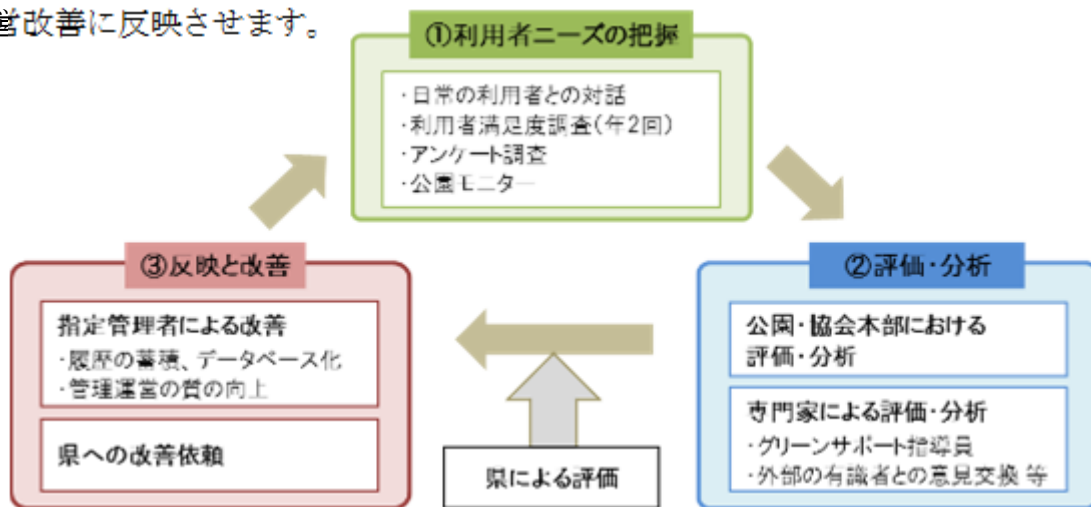 営改善に反映させます。
①利用者ニーズの把握
・日常の利用者との対話
・利用者満足度調査(年2回)
・アンケート調査
・公園モニター
③反映と改善
指定管理者による改善
・履歴の蓄積、データベース化
・管理運営の質の向上
県への改善依頼
②評価・分析
公園・協会本部における
評価・分析
専門家による評価・分析
・グリーンサポート指導員
・外部の有識者との意見交換 等
県による評価